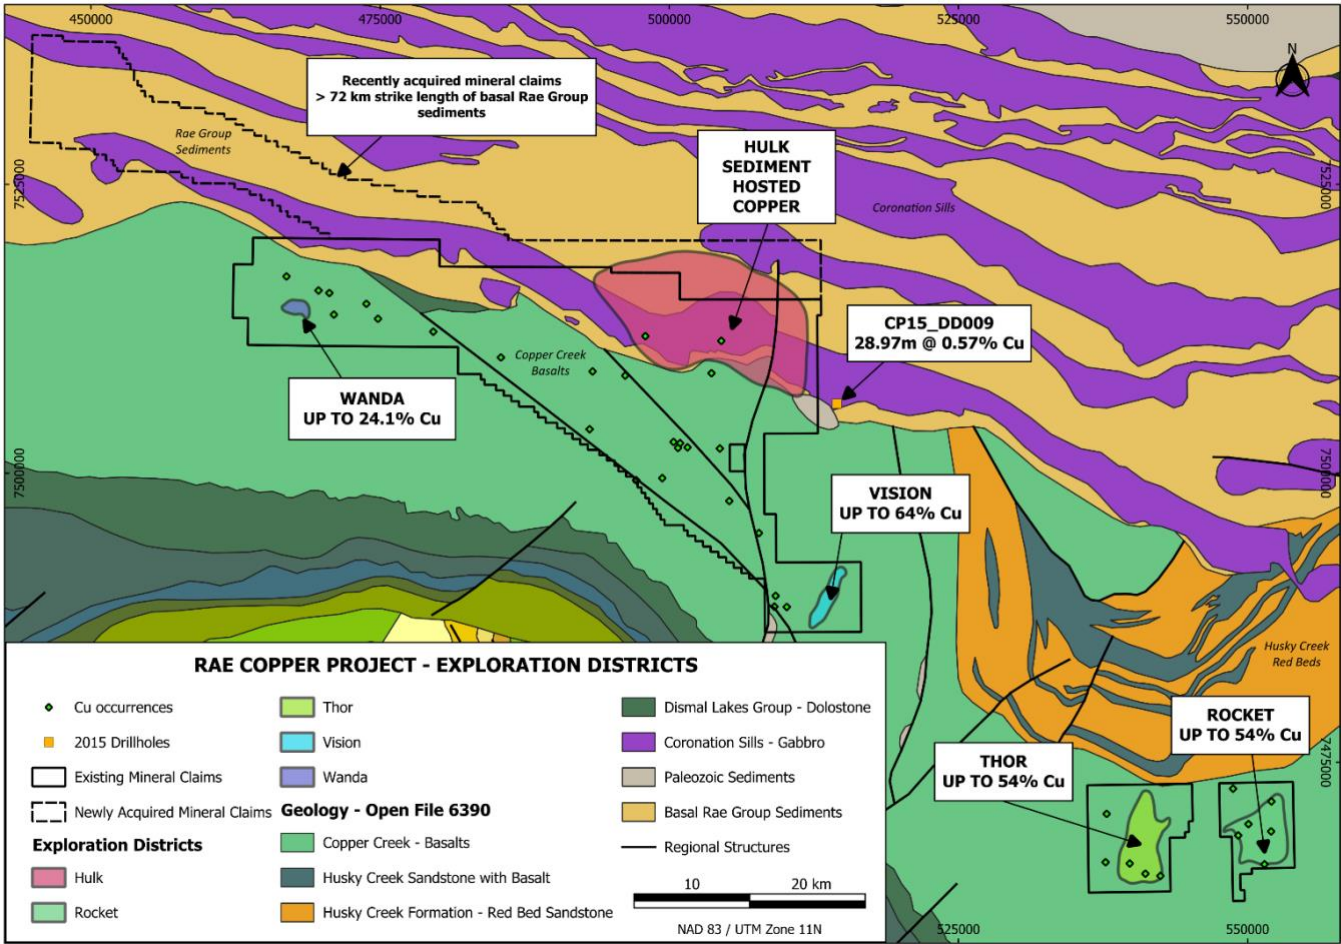 450000
475000
500000
525000
550000
N
Recently acquired mineral claims
> 72 km strike length of basal Rae Group
sediments
Rae Group
Sediments
HULK
SEDIMENT
HOSTED
COPPER
7525000
7525000
Coronation Sills
CP15_DD009
28.97m @ 0.57% Cu
Copper Creek
Basalts
WANDA
UP TO 24.1% Cu
7500000
7500000
VISION
UP TO 64% Cu
Husky Creek
Red Beds
ROCKET
UP TO 54% Cu
THOR
UP TO 54% Cu
7475000
RAE COPPER PROJECT - EXPLORATION DISTRICTS
Cu occurrences
2015 Drillholes
Existing Mineral Claims
Newly Acquired Mineral Claims
Exploration Districts
Hulk
Rocket
Thor
Vision
Wanda
Geology - Open File 6390
Copper Creek - Basalts
Husky Creek Sandstone with Basalt
Husky Creek Formation - Red Bed Sandstone
Dismal Lakes Group - Dolostone
Coronation Sills - Gabbro
Paleozoic Sediments
Basal Rae Group Sediments
Regional Structures
10 20 km
NAD 83 / UTM Zone 11N
525000
550000